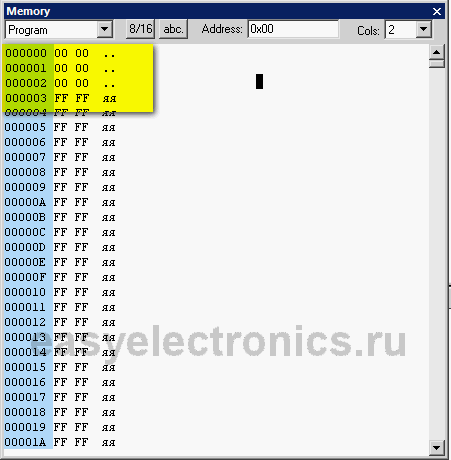 Memory
Program 8/16 abc. Address: 0x00 Cols: 2
000000 00 00 ..
000001 00 00 ..
000002 00 00 ..
000003 FF FF яя
000004 FF FF яя
000005 FF FF яя
000006 FF FF яя
000007 FF FF яя
000008 FF FF яя
000009 FF FF яя
00000A FF FF яя
00000B FF FF яя
00000C FF FF яя
00000D FF FF яя
00000E FF FF яя
00000F FF FF яя
000010 FF FF яя
000011 FF FF яя
000012 FF FF яя
000013 FF FF яя
easyelectronics.ru
000014 FF FF яя
000015 FF FF яя
000016 FF FF яя
000017 FF FF яя
000018 FF FF яя
000019 FF FF яя
00001A FF FF яя